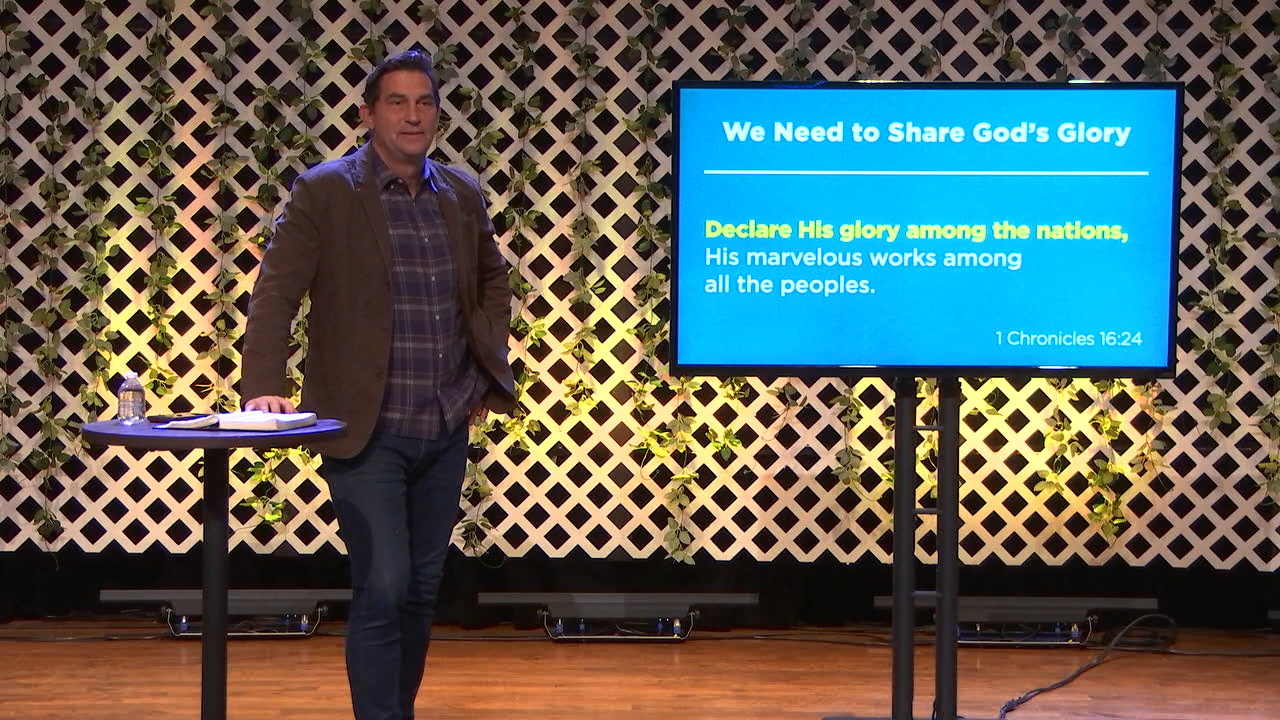 We Need to Share God's Glory
Declare His glory among the nations,
His marvelous works among
all the peoples.
1 Chronicles 16:24